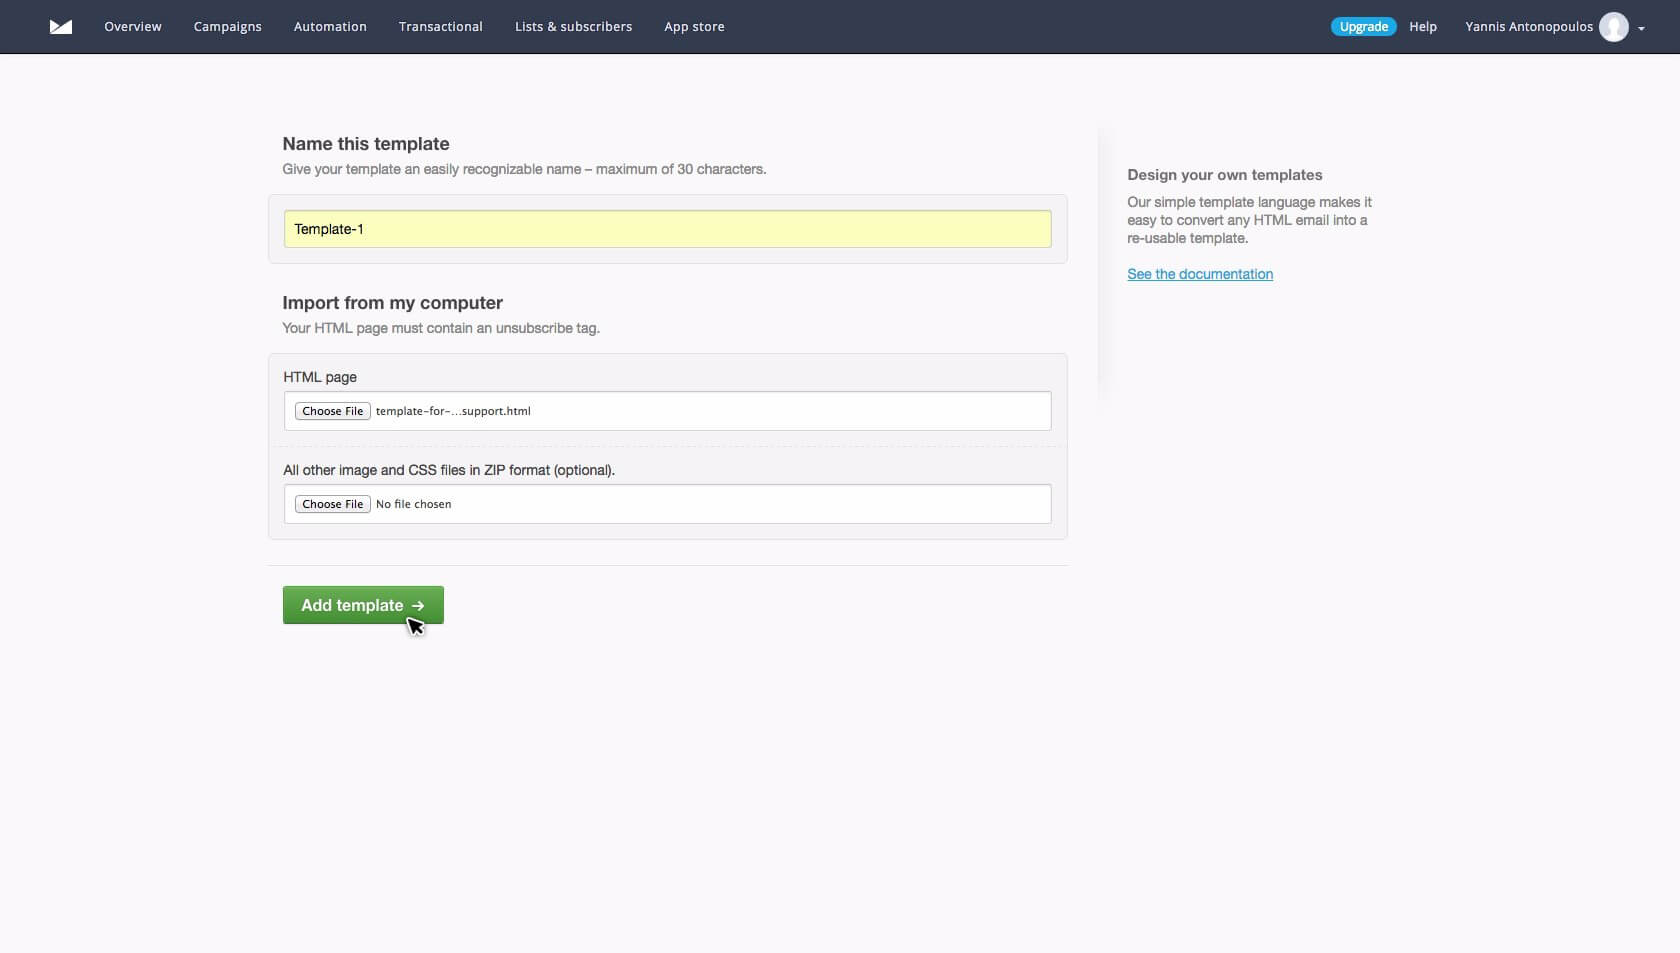 Overview Campaigns Automation Transactional Lists & subscribers App store Upgrade Help Yannis Antonopoulos
Name this template
Give your template an easily recognizable name – maximum of 30 characters.
Template-1
Import from my computer
Your HTML page must contain an unsubscribe tag.
HTML page
Choose File template-for-...support.html
All other image and CSS files in ZIP format (optional).
Choose File No file chosen
Add template →
Design your own templates
Our simple template language makes it
easy to convert any HTML email into a
re-usable template.
See the documentation